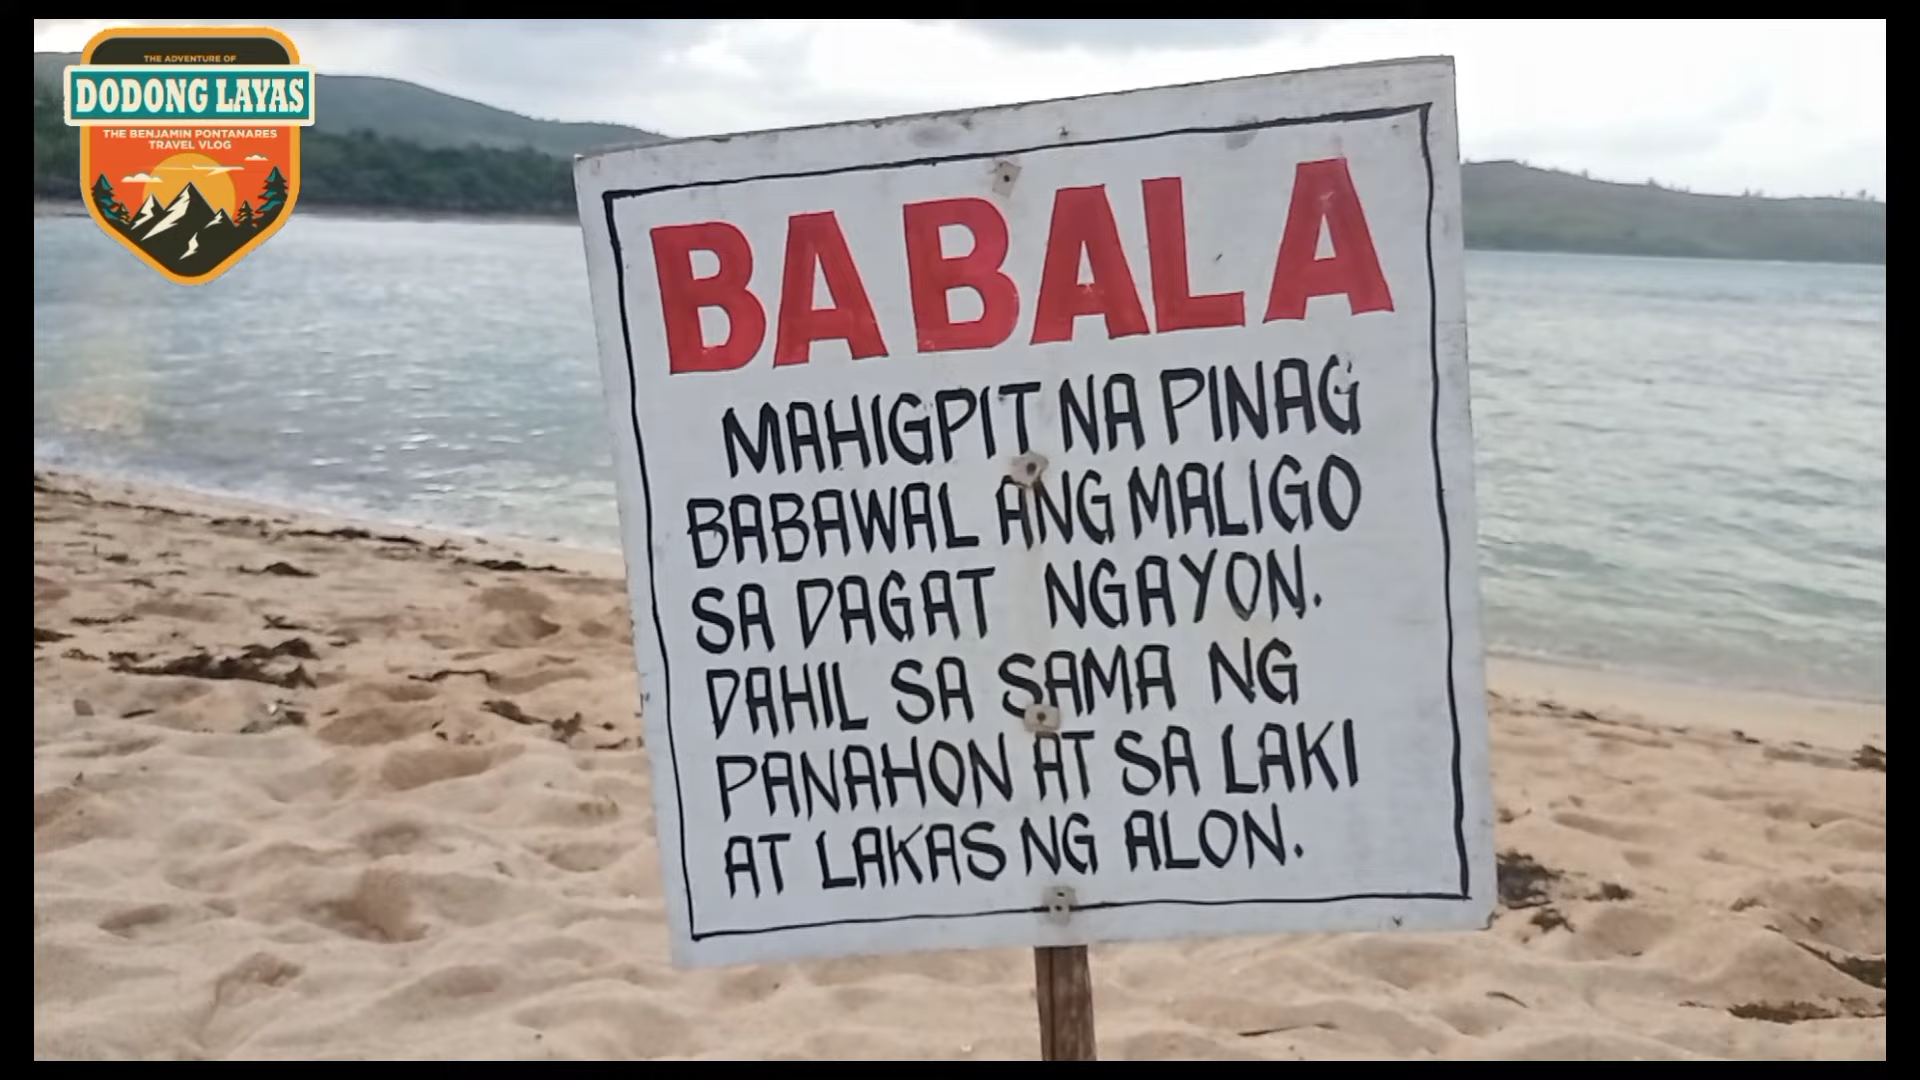 THE ADVENTURE OF
DODONG LAYAS
THE BENJAMIN PONTANARES
TRAVEL VLOG
BABALA
MAHIGPIT NA PINAG
BABAWAL ANG MALIGO
SA DAGAT NGAYON.
DAHIL SA SAMA NG
PANAHON AT SA LAKI
AT LAKAS NG ALON.